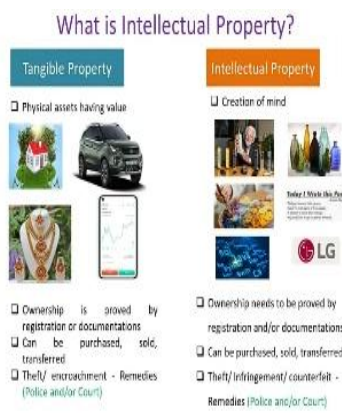 What is Intellectual Property?
Tangible Property
❑ Physical assets having value
❑ Ownership is proved by
registration or documentations
❑ Can be purchased, sold,
transferred
❑ Theft/ encroachment - Remedies
(Police and/or Court)
Intellectual Property
❑ Creation of mind
Today I Wrote this
LG
❑ Ownership needs to be proved by
registration and/or documentations
❑ Can be purchased, sold, transferred
❑ Theft/ Infringement/ counterfeit -
Remedies (Police and/or Court)